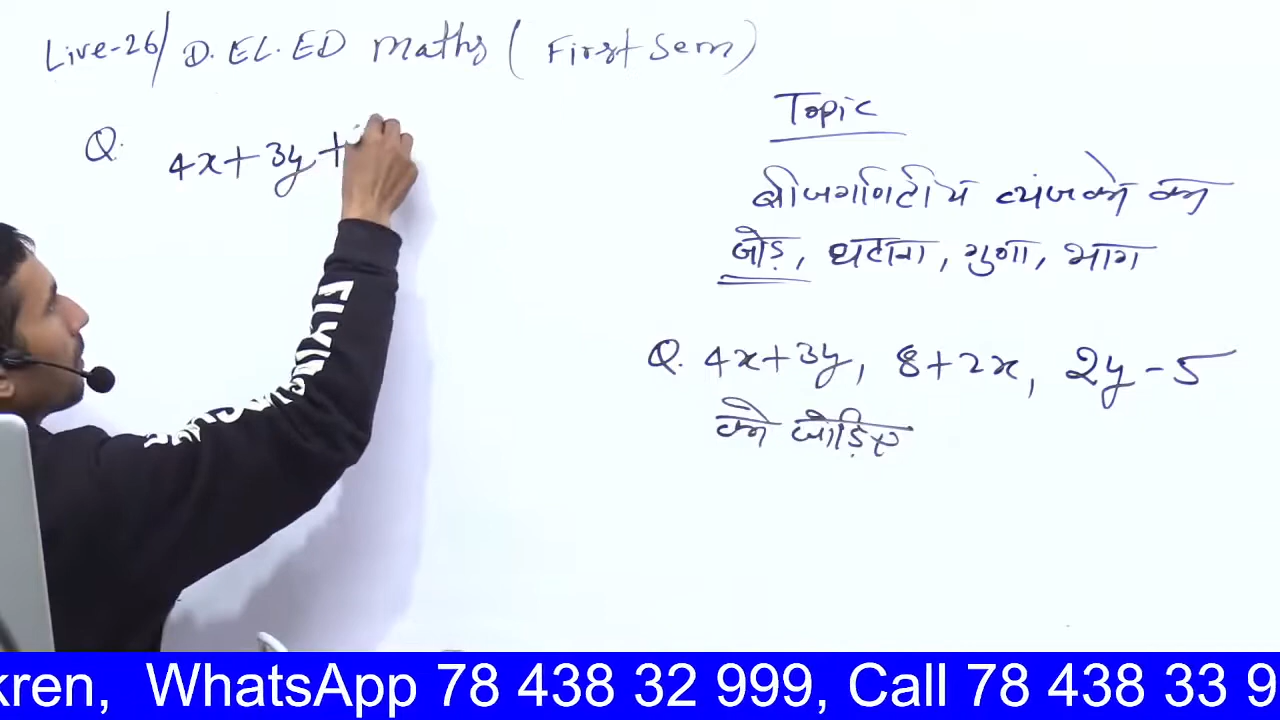 Live-26/ D.EL.ED Maths ( First Sem)
Q. 4x+3y+
Topic
बीजगणितीय व्यंजको का
जोड़, घटाना, गुणा, भाग
Q. 4x+3y, 8+2x, 2y-5
को जोड़िए
kren, WhatsApp 78 438 32 999, Call 78 438 33 9